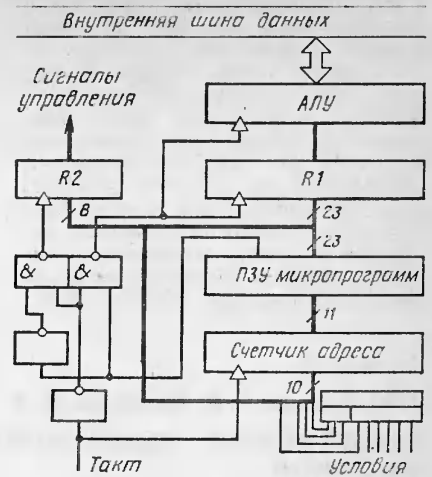 Внутренняя шина данных
Сигналы
управления
АЛУ
R2
R1
8
23
23
&
&
ПЗУ микропрограмм
11
Счетчик адреса
10
Такт
Условия